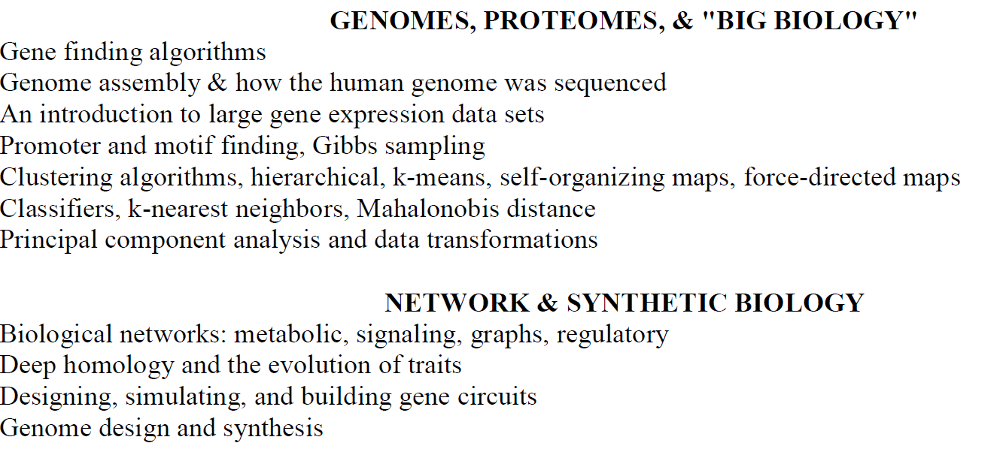 GENOMES, PROTEOMES, & "BIG BIOLOGY"
Gene finding algorithms
Genome assembly & how the human genome was sequenced
An introduction to large gene expression data sets
Promoter and motif finding, Gibbs sampling
Clustering algorithms, hierarchical, k-means, self-organizing maps, force-directed maps
Classifiers, k-nearest neighbors, Mahalonobis distance
Principal component analysis and data transformations
NETWORK & SYNTHETIC BIOLOGY
Biological networks: metabolic, signaling, graphs, regulatory
Deep homology and the evolution of traits
Designing, simulating, and building gene circuits
Genome design and synthesis